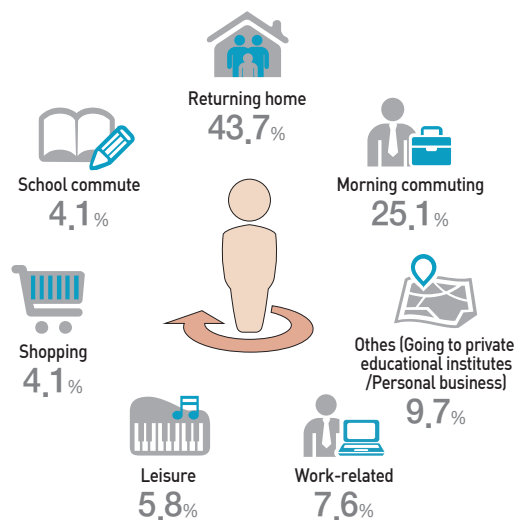 Returning home
43.7%
School commute
4.1%
Morning commuting
25.1%
Shopping
4.1%
Othes (Going to private
educational institutes
/Personal business)
9.7%
Leisure
5.8%
Work-related
7.6%